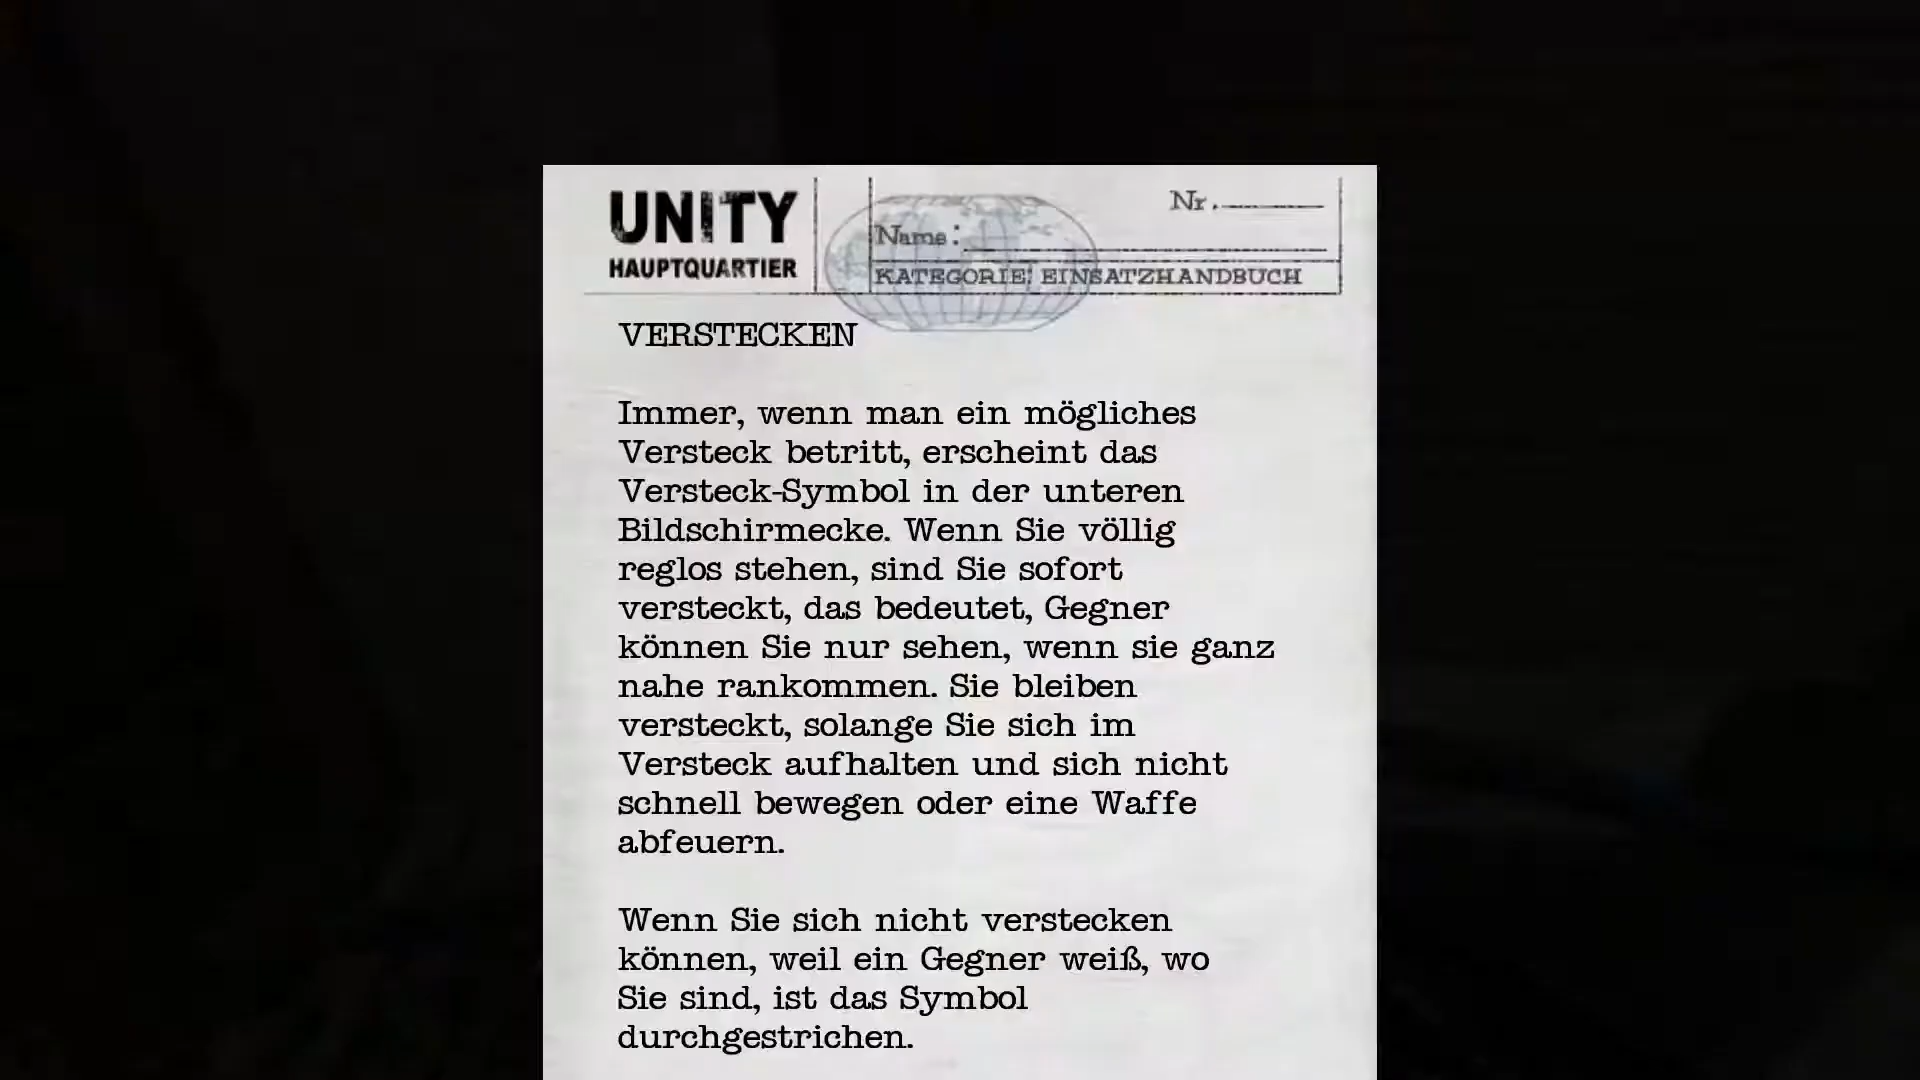 UNITY
HAUPTQUARTIER
Nr.
Name:
KATEGORIE: EINSATZHANDBUCH
VERSTECKEN
Immer, wenn man ein mögliches
Versteck betritt, erscheint das
Versteck-Symbol in der unteren
Bildschirmecke. Wenn Sie völlig
reglos stehen, sind Sie sofort
versteckt, das bedeutet, Gegner
können Sie nur sehen, wenn sie ganz
nahe rankommen. Sie bleiben
versteckt, solange Sie sich im
Versteck aufhalten und sich nicht
schnell bewegen oder eine Waffe
abfeuern.
Wenn Sie sich nicht verstecken
können, weil ein Gegner weiß, wo
Sie sind, ist das Symbol
durchgestrichen.